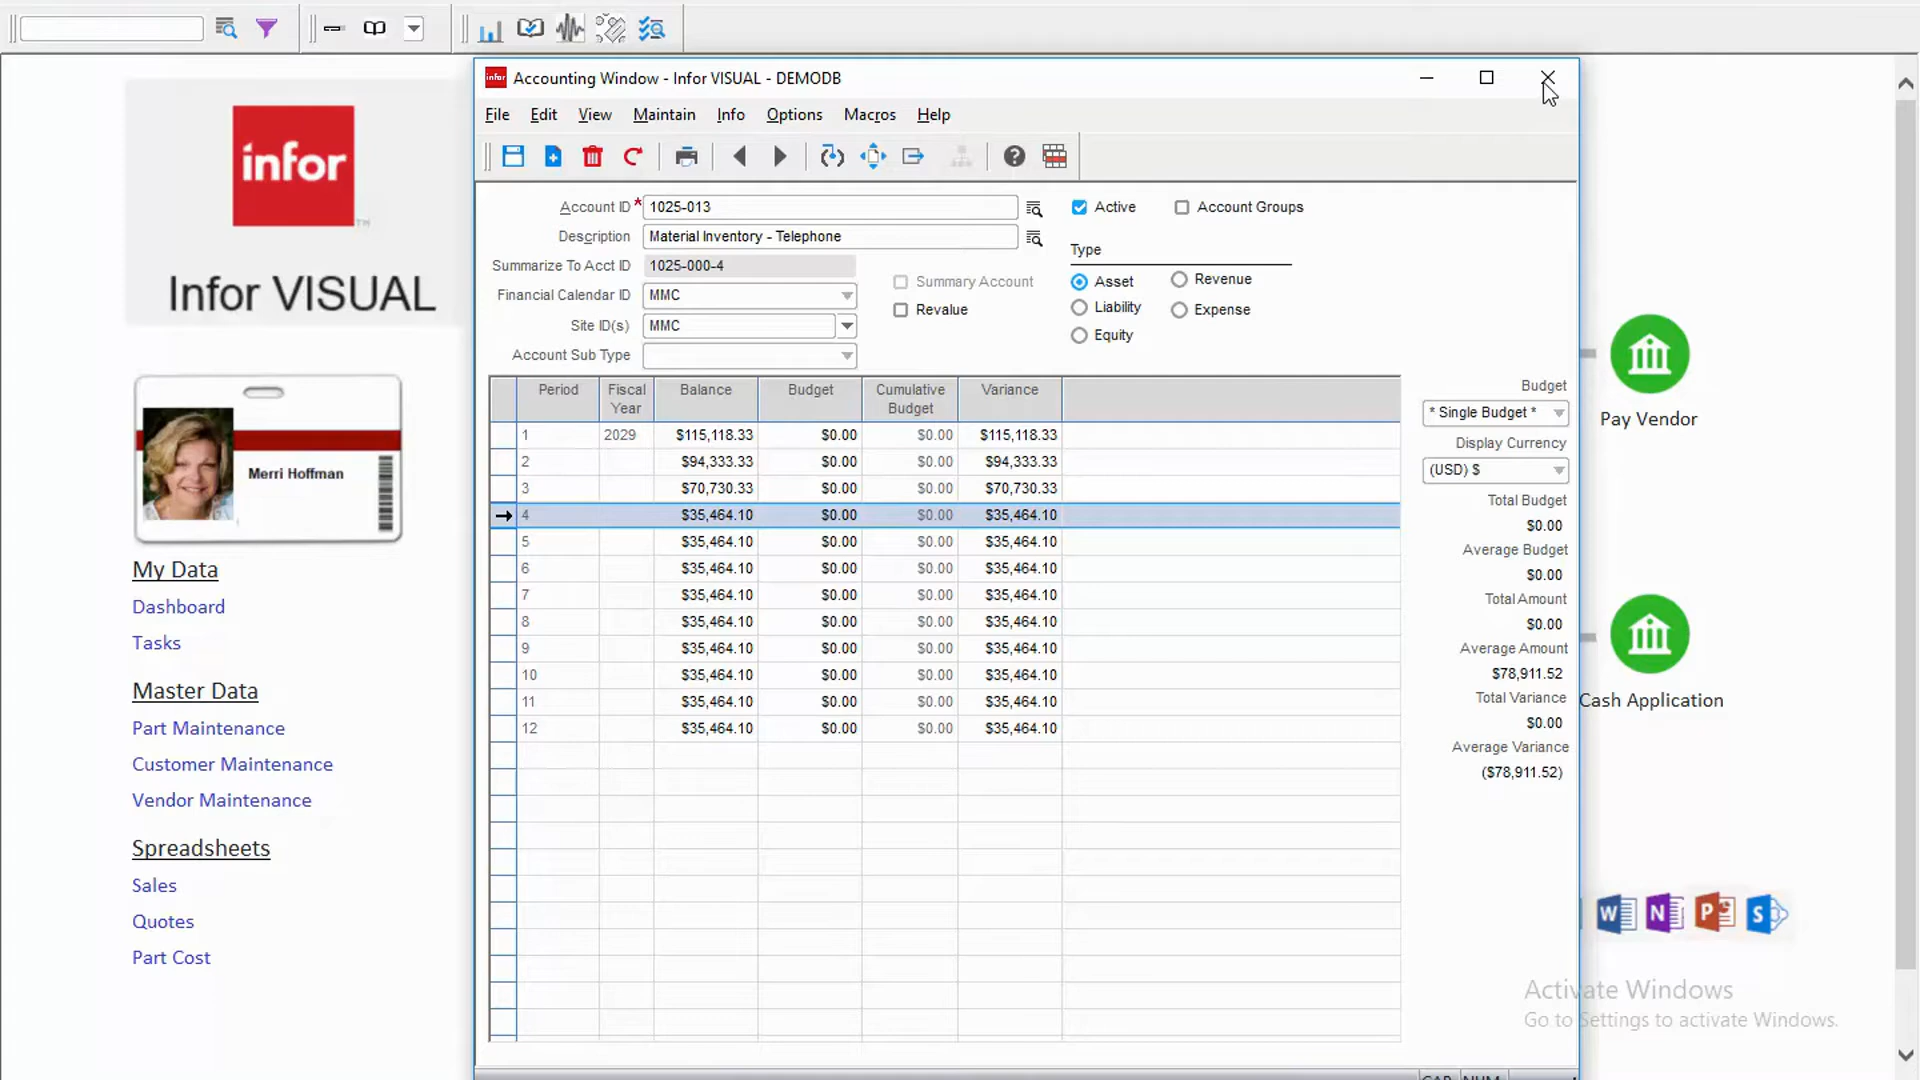 Accounting Window - Infor VISUAL - DEMODB
File Edit View Maintain Info Options Macros Help
infor
TM
Infor VISUAL
Merri Hoffman
My Data
Dashboard
Tasks
Master Data
Part Maintenance
Customer Maintenance
Vendor Maintenance
Spreadsheets
Sales
Quotes
Part Cost
Account ID * 1025-013
Description Material Inventory - Telephone
Summarize To Acct ID 1025-000-4
Financial Calendar ID MMC
Site ID(s) MMC
Account Sub Type
Summary Account
Revalue
Active Account Groups
Type
Asset Revenue
Liability Expense
Equity
Period Fiscal Year Balance Budget Cumulative Budget Variance
1 2029 $115,118.33 $0.00 $0.00 $115,118.33
2 $94,333.33 $0.00 $0.00 $94,333.33
3 $70,730.33 $0.00 $0.00 $70,730.33
4 $35,464.10 $0.00 $0.00 $35,464.10
5 $35,464.10 $0.00 $0.00 $35,464.10
6 $35,464.10 $0.00 $0.00 $35,464.10
7 $35,464.10 $0.00 $0.00 $35,464.10
8 $35,464.10 $0.00 $0.00 $35,464.10
9 $35,464.10 $0.00 $0.00 $35,464.10
10 $35,464.10 $0.00 $0.00 $35,464.10
11 $35,464.10 $0.00 $0.00 $35,464.10
12 $35,464.10 $0.00 $0.00 $35,464.10
Budget
* Single Budget *
Display Currency
(USD) $
Total Budget
$0.00
Average Budget
$0.00
Total Amount
$0.00
Average Amount
$78,911.52
Total Variance
$0.00
Average Variance
($78,911.52)
Pay Vendor
Cash Application
W N P S
Activate Windows
Go to Settings to activate Windows.